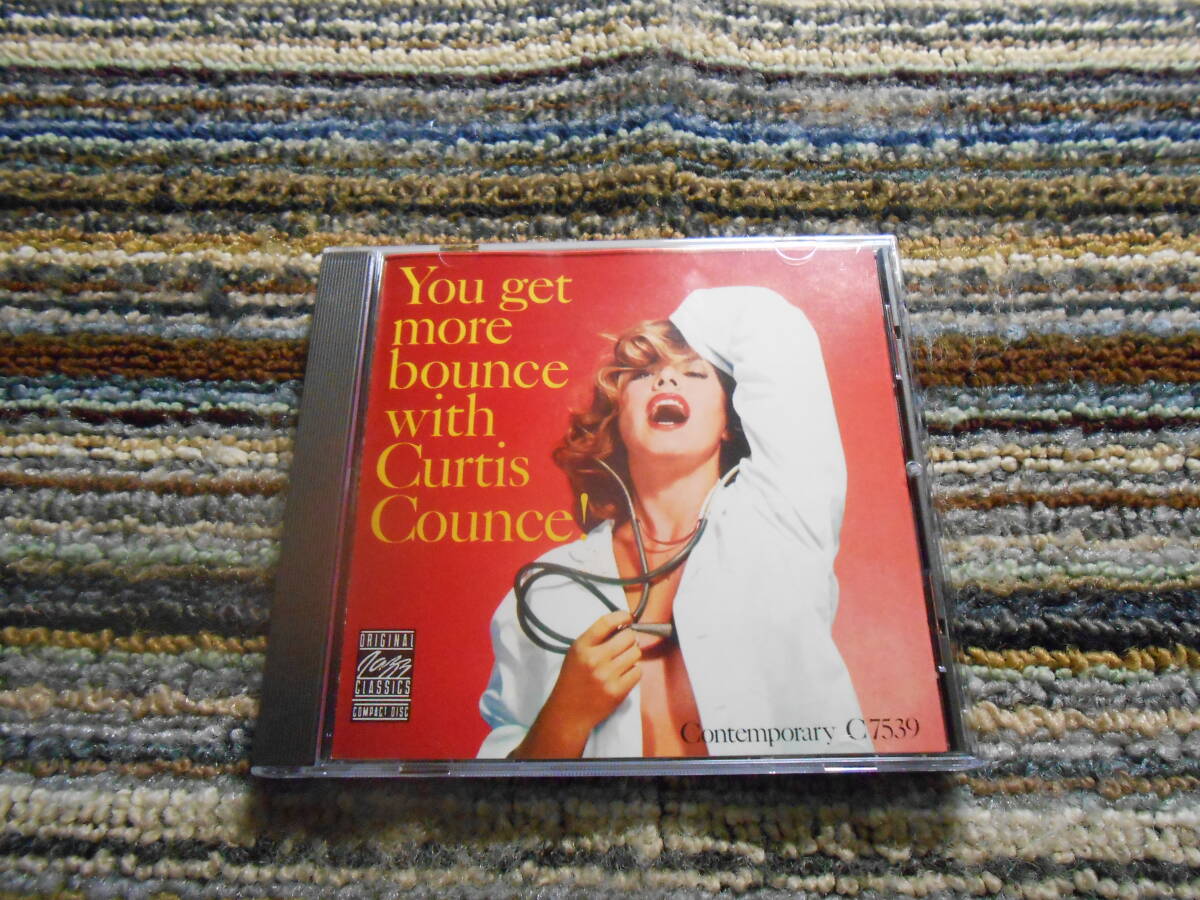 You get
more
bounce
with
Curtis
Counce!
ORIGINAL
Jazz
CLASSICS
COMPACT DISC
Contemporary C7539